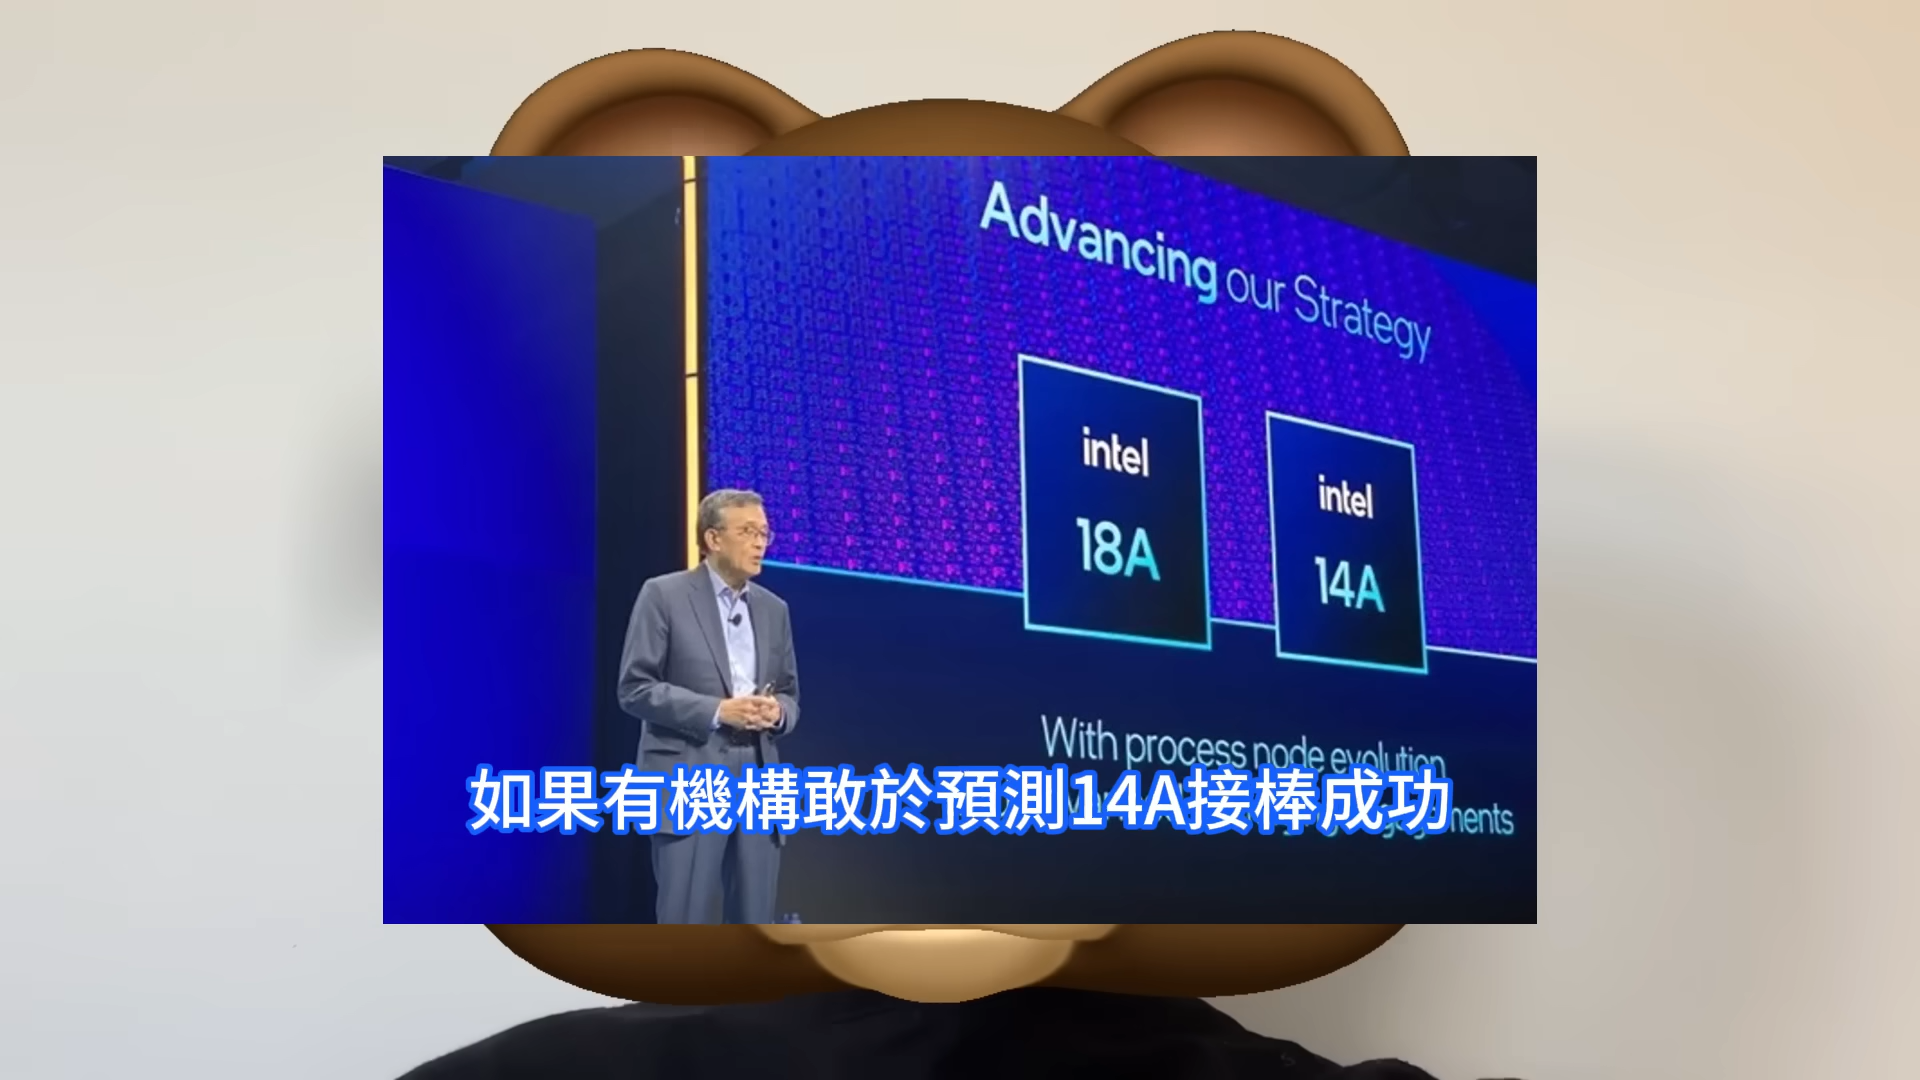 Advancing our Strategy
intel
18A
intel
14A
With process node evolution
如果有機構敢於預測14A接棒成功